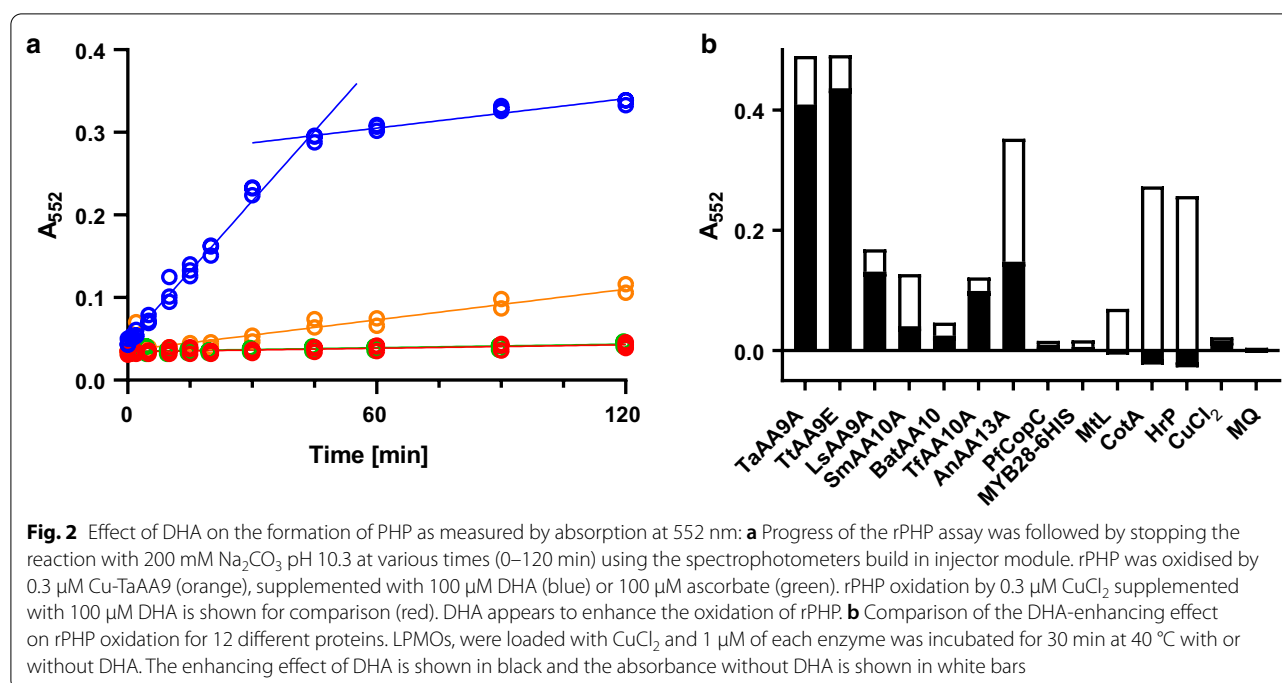 a
0.4
0.3
0.2
0.1
0.0
A552
0
60
120
Time [min]
b
0.4
0.2
0.0
A552
TaAA9A
TtAA9E
LsAA9A
SmAA10A
BatAA10
TfAA10A
AnAA13A
PfCopC
MYB28-6HIS
MtL
CotA
HrP
CuCl2
MQ
Fig. 2 Effect of DHA on the formation of PHP as measured by absorption at 552 nm: a Progress of the rPHP assay was followed by stopping the
reaction with 200 mM Na2CO3 pH 10.3 at various times (0–120 min) using the spectrophotometers build in injector module. rPHP was oxidised by
0.3 µM Cu-TaAA9 (orange), supplemented with 100 µM DHA (blue) or 100 µM ascorbate (green). rPHP oxidation by 0.3 µM CuCl2 supplemented
with 100 µM DHA is shown for comparison (red). DHA appears to enhance the oxidation of rPHP. b Comparison of the DHA-enhancing effect
on rPHP oxidation for 12 different proteins. LPMOs, were loaded with CuCl2 and 1 µM of each enzyme was incubated for 30 min at 40 °C with or
without DHA. The enhancing effect of DHA is shown in black and the absorbance without DHA is shown in white bars